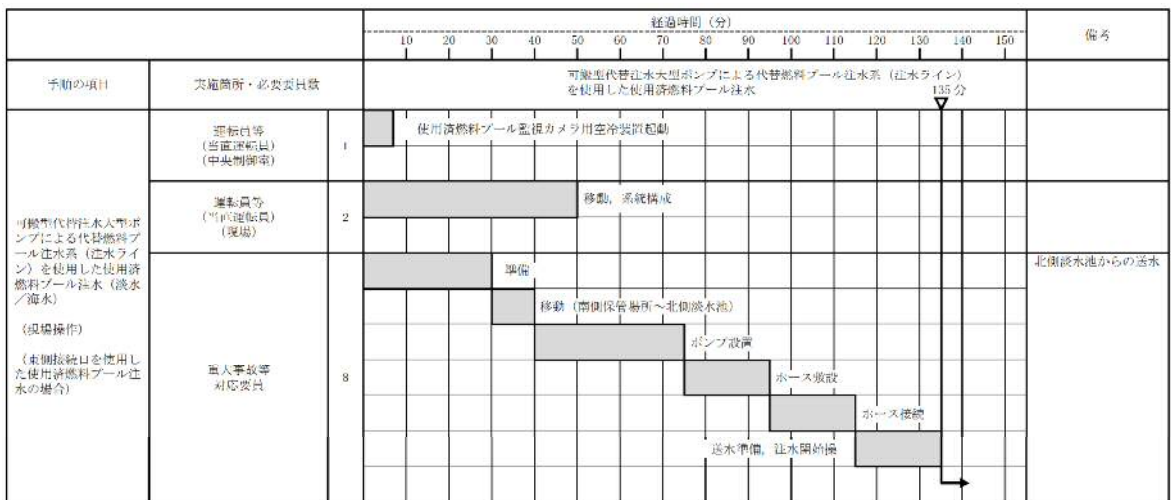 経過時間（分）
備考
10 20 30 40 50 60 70 80 90 100 110 120 130 140 150
手順の項目
実施箇所・必要要員数
可搬型代替注水大型ポンプによる代替燃料プール注水系（注水ライン）
を使用した使用済燃料プール注水
135分
運転員等
（当直運転員）
（中央制御室）
1
使用済燃料プール監視カメラ用空冷装置起動
運転員等
（当直運転員）
（現場）
2
移動，系統構成
可搬型代替注水大型ポ
ンプによる代替燃料プ
ール注水系（注水ライ
ン）を使用した使用済
燃料プール注水（淡水
／海水）
（現場操作）
（東側接続口を使用し
た使用済燃料プール注
水の場合）
重大事故等
対応要員
8
準備
移動（南側保管場所～北側淡水池）
ポンプ設置
ホース敷設
ホース接続
送水準備，注水開始操
北側淡水池からの送水